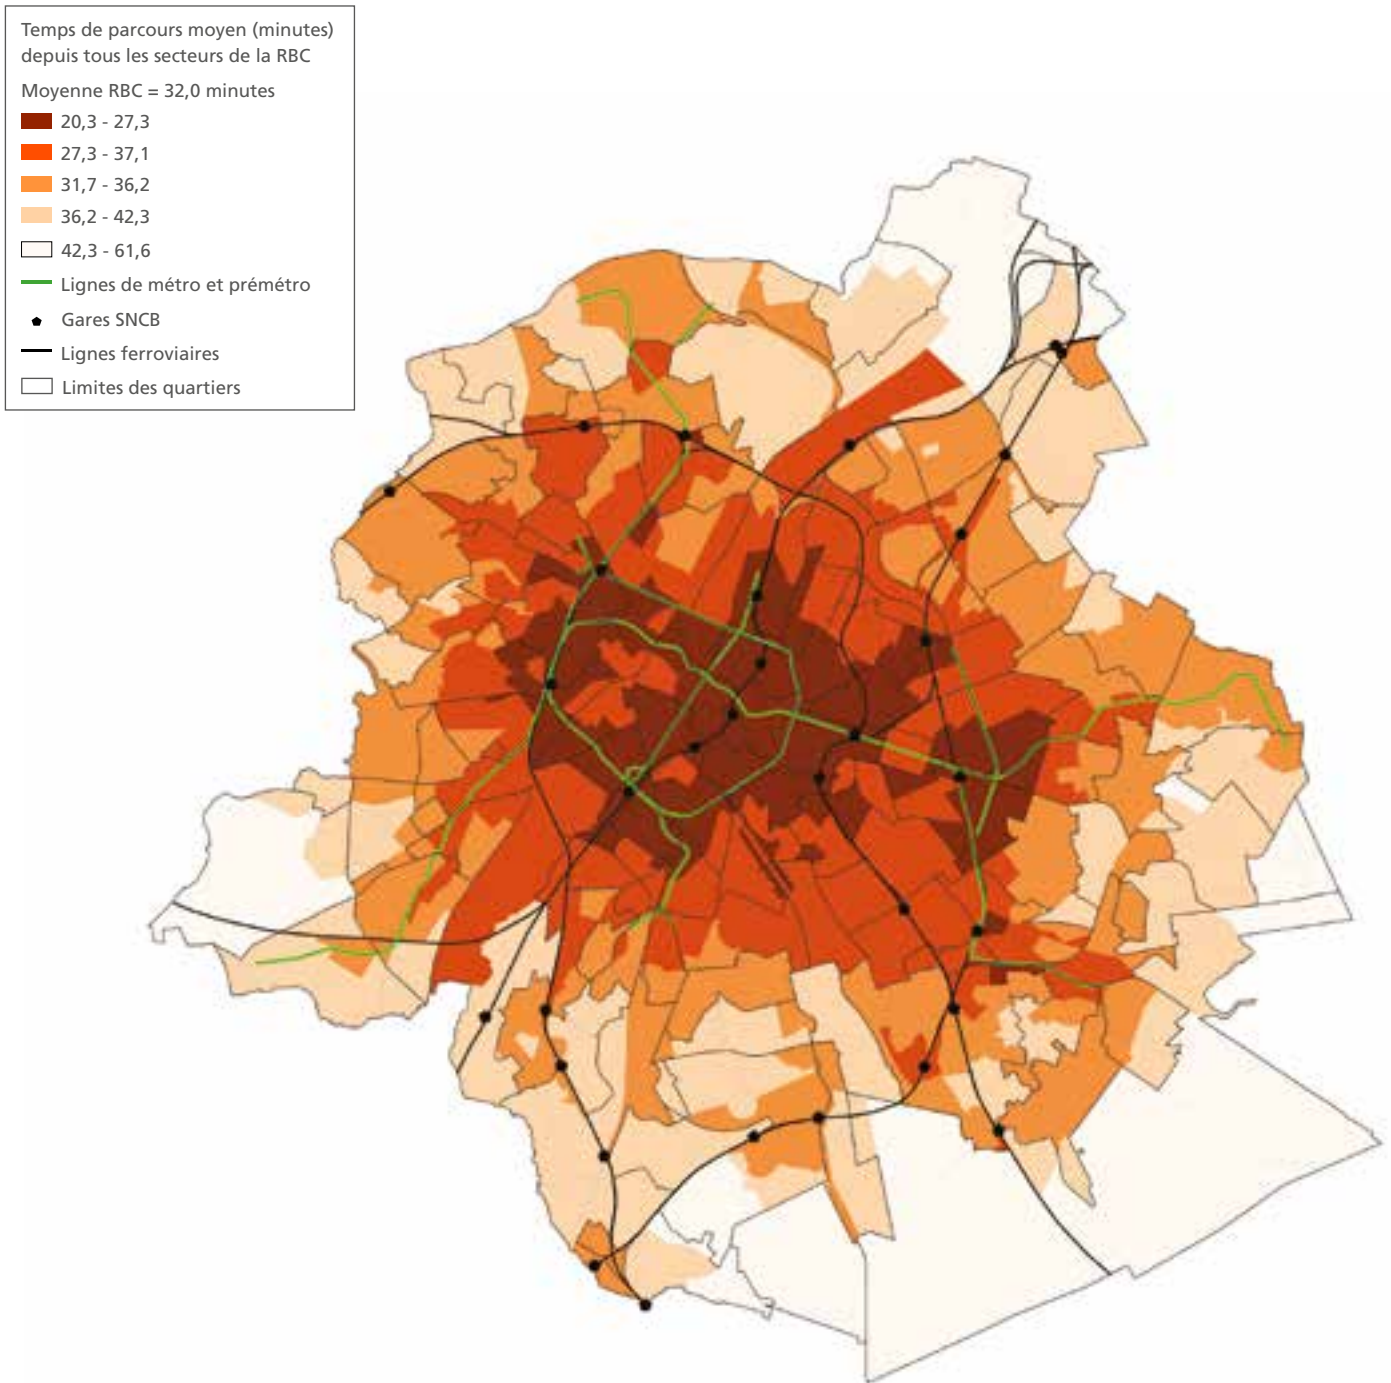 Temps de parcours moyen (minutes)
depuis tous les secteurs de la RBC
Moyenne RBC = 32,0 minutes
20,3 - 27,3
27,3 - 37,1
31,7 - 36,2
36,2 - 42,3
42,3 - 61,6
Lignes de métro et prémétro
Gares SNCB
Lignes ferroviaires
Limites des quartiers